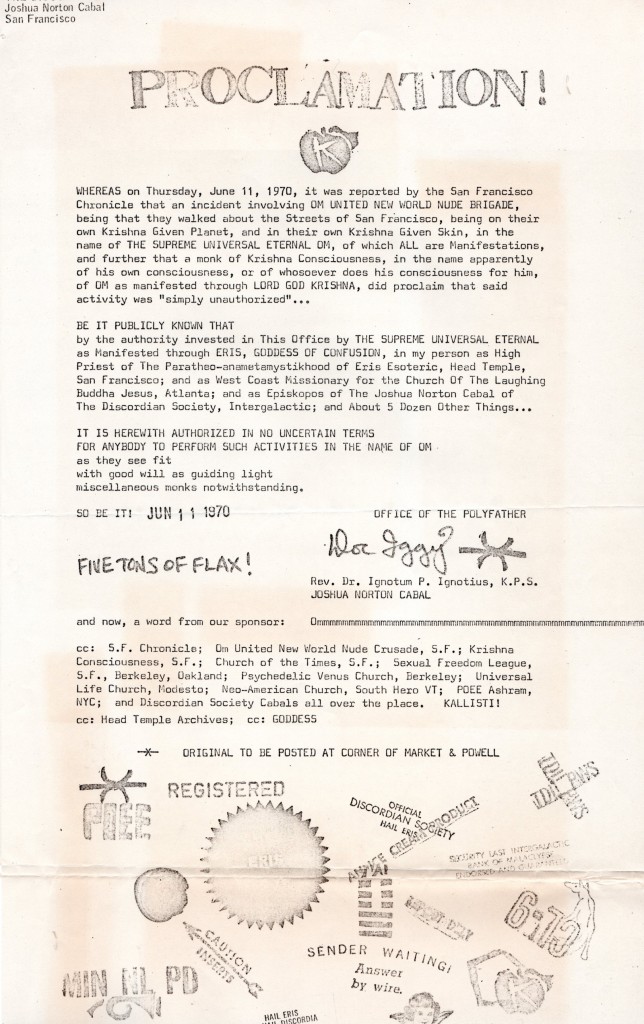 Joshua Norton Cabal
San Francisco
PROCLAMATION!
K
WHEREAS on Thursday, June 11, 1970, it was reported by the San Francisco
Chronicle that an incident involving OM UNITED NEW WORLD NUDE BRIGADE,
being that they walked about the Streets of San Francisco, being on their
own Krishna Given Planet, and in their own Krishna Given Skin, in the
name of THE SUPREME UNIVERSAL ETERNAL OM, of which ALL are Manifestations,
and further that a monk of Krishna Consciousness, in the name apparently
of his own consciousness, or of whosoever does his consciousness for him,
of OM as manifested through LORD GOD KRISHNA, did proclaim that said
activity was "simply unauthorized"...
BE IT PUBLICLY KNOWN THAT
by the authority invested in This Office by THE SUPREME UNIVERSAL ETERNAL
as Manifested through ERIS, GODDESS OF CONFUSION, in my person as High
Priest of The Paratheo-anametamystikhood of Eris Esoteric, Head Temple,
San Francisco; and as West Coast Missionary for the Church Of The Laughing
Buddha Jesus, Atlanta; and as Episkopos of The Joshua Norton Cabal of
The Discordian Society, Intergalactic; and About 5 Dozen Other Things...
IT IS HEREWITH AUTHORIZED IN NO UNCERTAIN TERMS
FOR ANYBODY TO PERFORM SUCH ACTIVITIES IN THE NAME OF OM
as they see fit
with good will as guiding light
miscellaneous monks notwithstanding.
SO BE IT! JUN 11 1970 OFFICE OF THE POLYFATHER
FIVE TONS OF FLAX! Doc Iggy
Rev. Dr. Ignotum P. Ignotius, K.P.S.
JOSHUA NORTON CABAL
and now, a word from our sponsor: Ommmmmmmmmmmmmmmmmmmmmmmmmmmmmmmmmmmmmmmmmmmmmmmmmmmmmm
cc: S.F. Chronicle; Om United New World Nude Crusade, S.F.; Krishna
Consciousness, S.F.; Church of the Times, S.F.; Sexual Freedom League,
S.F., Berkeley, Oakland; Psychedelic Venus Church, Berkeley; Universal
Life Church, Modesto; Neo-American Church, South Hero VT; POEE Ashram,
NYC; and Discordian Society Cabals all over the place. KALLISTI!
cc: Head Temple Archives; cc: GODDESS
ORIGINAL TO BE POSTED AT CORNER OF MARKET & POWELL
REGISTERED
ERIS
OFFICIAL
DISCORDIAN SOCIETY
HAIL ERIS
CREAM PRODUCT
CAUTION
INSERTS
6:79
SENDER WAITING!
Answer
by wire.
MIN NL PD
K
HAIL ERIS
HAIL DISCORDIA